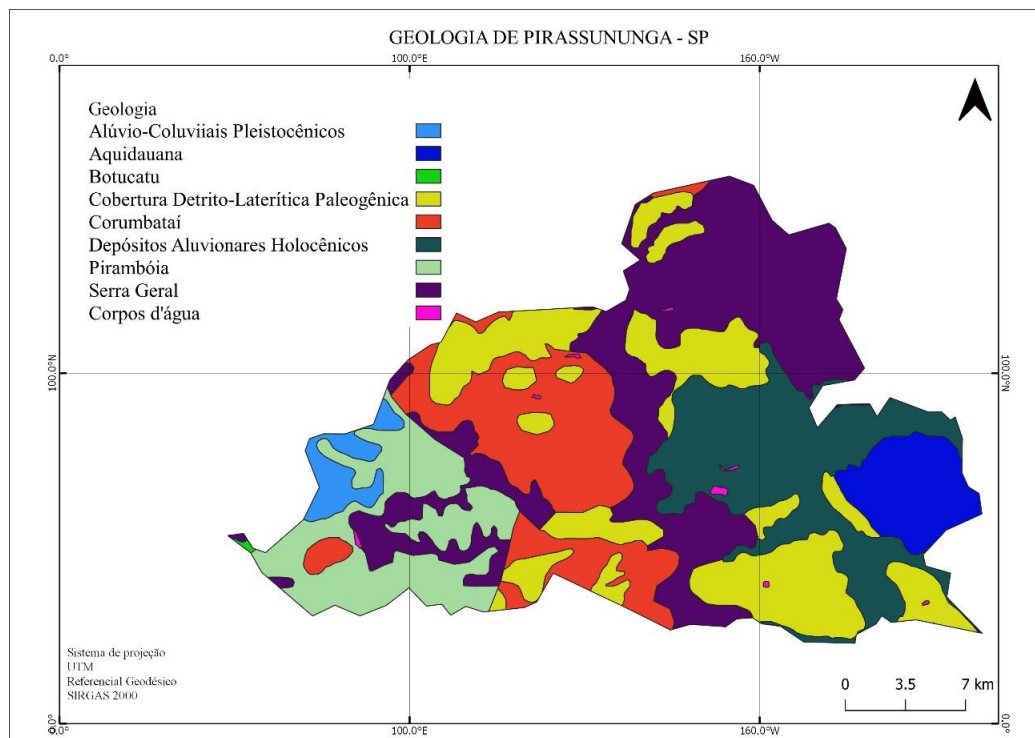 GEOLOGIA DE PIRASSUNUNGA - SP
0.0°
100.0°E
160.0°W
Geologia
Alúvio-Coluviiais Pleistocênicos
Aquidauana
Botucatu
Cobertura Detrito-Laterítica Paleogênica
Corumbataí
Depósitos Aluvionares Holocênicos
Pirambóia
Serra Geral
Corpos d'água
100.0°N
100.0°N
Sistema de projeção
UTM
Referencial Geodésico
SIRGAS 2000
0 3.5 7 km
0.0°
0.0°
0.0°
100.0°E
160.0°W